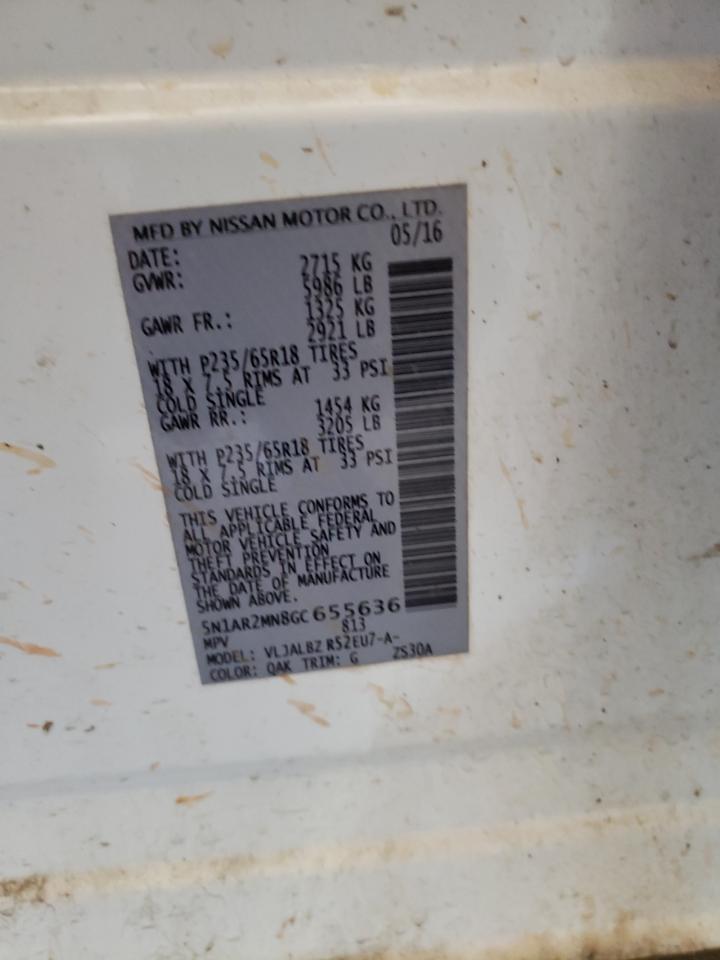 MFD BY NISSAN MOTOR CO., LTD.
DATE: 05/16
GVWR: 2715 KG
5986 LB
GAWR FR.: 1325 KG
2921 LB
WITH P235/65R18 TIRES
18 X 7.5 RIMS AT 33 PSI
COLD SINGLE
GAWR RR.: 1454 KG
3205 LB
WITH P235/65R18 TIRES
18 X 7.5 RIMS AT 33 PSI
COLD SINGLE
THIS VEHICLE CONFORMS TO
ALL APPLICABLE FEDERAL
MOTOR VEHICLE SAFETY AND
THEFT PREVENTION
STANDARDS IN EFFECT ON
THE DATE OF MANUFACTURE
SHOWN ABOVE.
5N1AR2MN8GC655636
MPV 813
MODEL: VLJALBZ R52EU7-A-
COLOR: QAK TRIM: G ZS30A